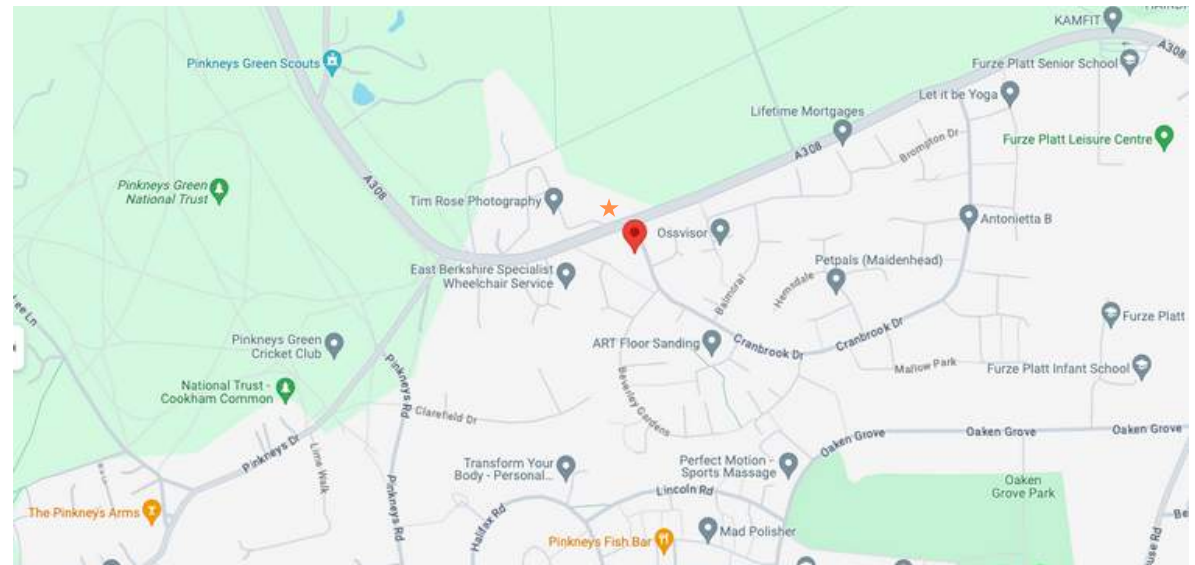 KAMFIT
A308
Pinkneys Green Scouts
Furze Platt Senior School
Let it be Yoga
Lifetime Mortgages
A308
Brompton Dr
Furze Platt Leisure Centre
Pinkneys Green
National Trust
A308
Tim Rose Photography
Antonietta B
Ossvisor
East Berkshire Specialist
Wheelchair Service
Petpals (Maidenhead)
Hemsdale
Balmoral
Furze Platt
Pinkneys Green
Cricket Club
ART Floor Sanding
Cranbrook Dr
Cranbrook Dr
Mallow Park
Furze Platt Infant School
National Trust -
Cookham Common
Pinkneys Rd
Beverley Gardens
Clarefield Dr
Pinkneys Dr
Lime Walk
Oaken Grove
Oaken Grove
Oaken Grove
Transform Your
Body - Personal...
Perfect Motion -
Sports Massage
Lincoln Rd
Oaken
Grove Park
Pinkneys Rd
Halifax Rd
The Pinkneys Arms
Mad Polisher
Pinkneys Fish Bar